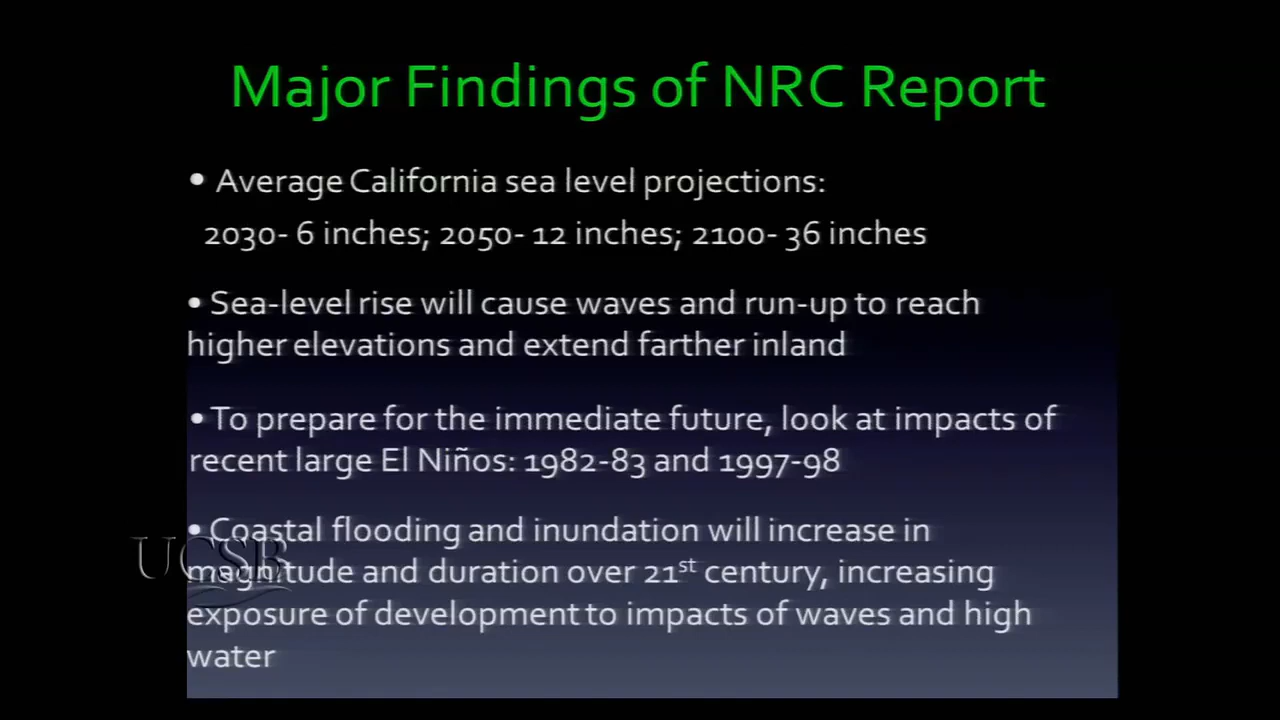 Major Findings of NRC Report
• Average California sea level projections:
2030- 6 inches; 2050- 12 inches; 2100- 36 inches
• Sea-level rise will cause waves and run-up to reach
higher elevations and extend farther inland
• To prepare for the immediate future, look at impacts of
recent large El Niños: 1982-83 and 1997-98
• Coastal flooding and inundation will increase in
UCSB
magnitude and duration over 21st century, increasing
exposure of development to impacts of waves and high
water